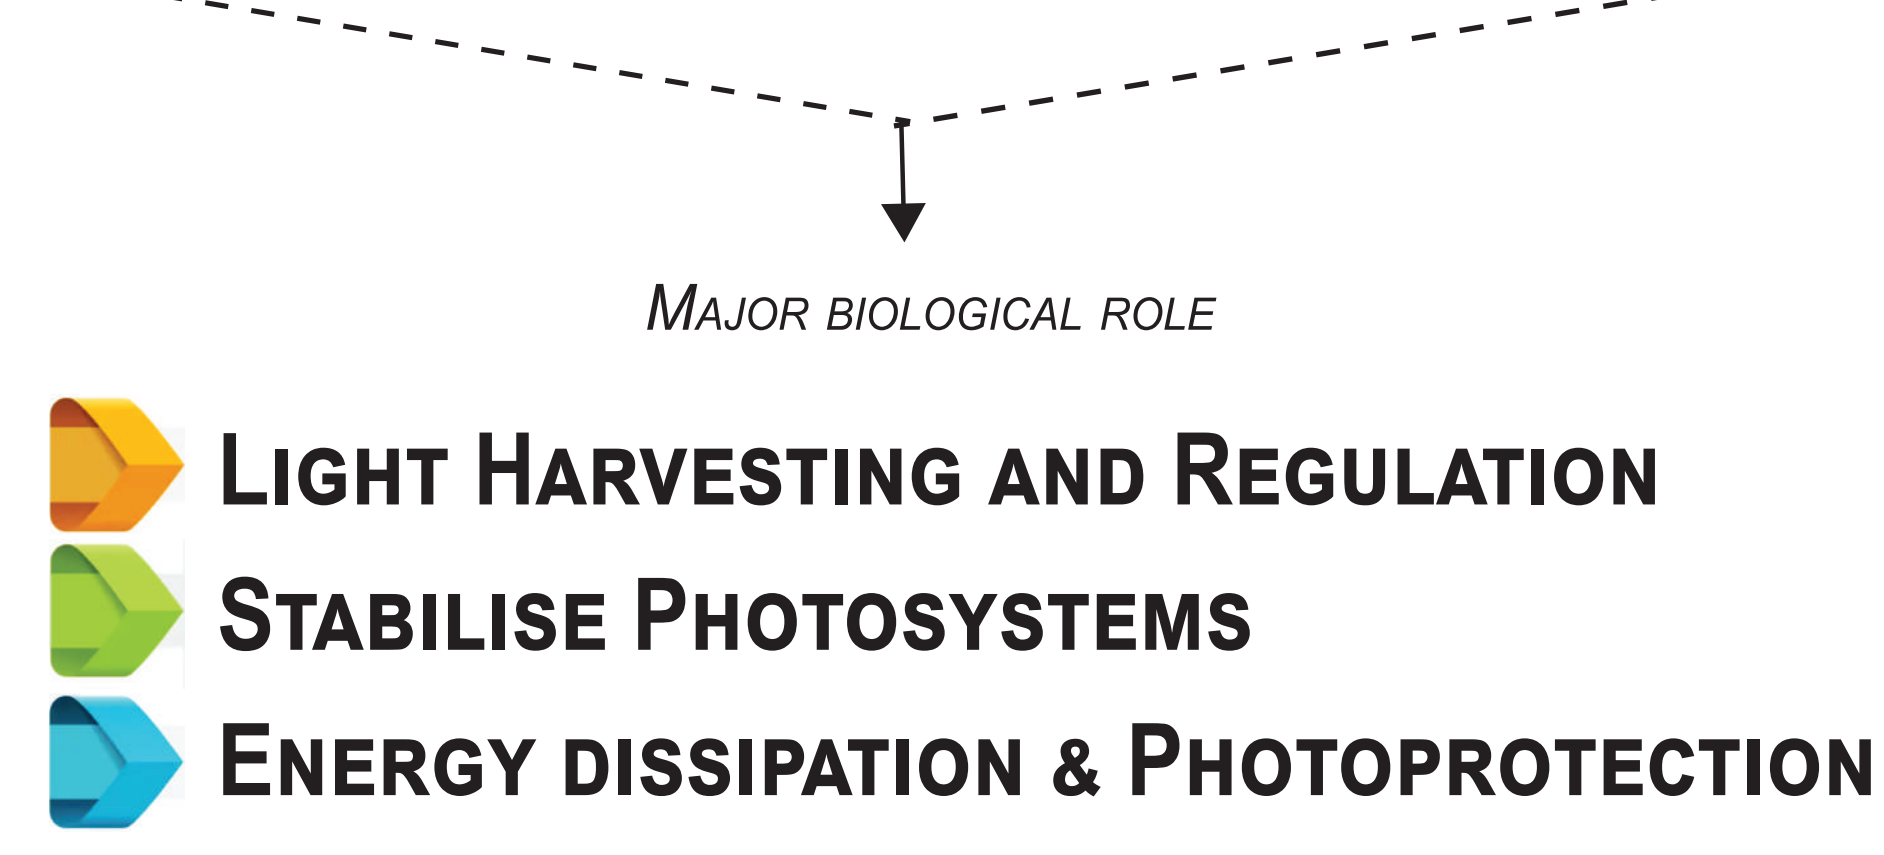 Major biological role
Light Harvesting and Regulation
Stabilise Photosystems
Energy dissipation & Photoprotection